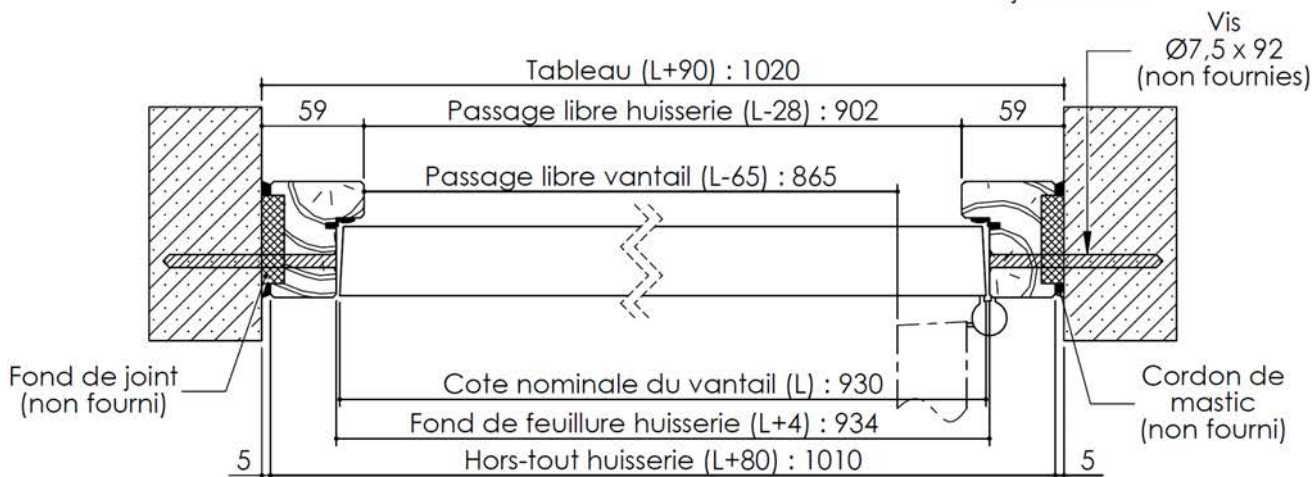 Vis
Ø7,5 x 92
(non fournies)
Tableau (L+90) : 1020
59
Passage libre huisserie (L-28) : 902
59
Passage libre vantail (L-65) : 865
Fond de joint
(non fourni)
Cote nominale du vantail (L) : 930
Cordon de
mastic
(non fourni)
Fond de feuillure huisserie (L+4) : 934
5
Hors-tout huisserie (L+80) : 1010
5